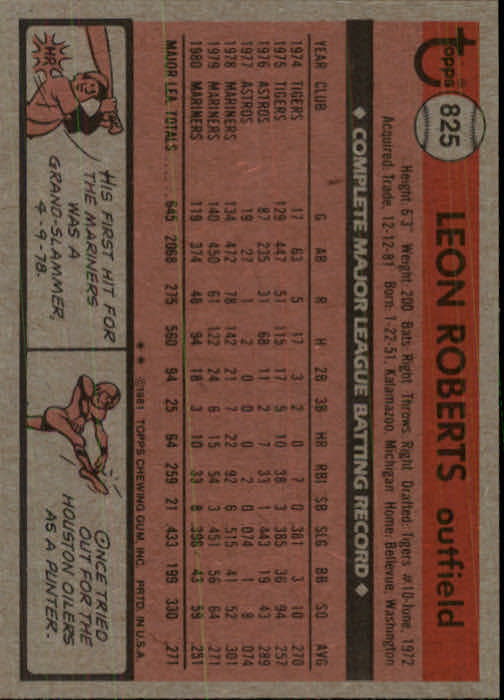 TOPPS
825
LEON ROBERTS outfield
Height: 6'3" Weight: 200 Bats: Right Throws: Right Drafted: Tigers #10-June, 1972
Acquired: Trade, 12-12-81 Born: 1-22-51, Kalamazoo, Michigan Home: Bellevue, Washington
◆ COMPLETE MAJOR LEAGUE BATTING RECORD ◆
YEAR CLUB G AB R H 2B 3B HR RBI SB SLG BB SO AVG
1974 TIGERS 17 63 5 17 3 2 0 7 0 .381 3 10 .270
1975 TIGERS 129 447 51 115 17 5 10 38 3 .385 36 94 .257
1976 ASTROS 87 235 31 68 11 2 7 33 1 .443 19 43 .289
1977 ASTROS 19 27 1 2 0 0 0 2 0 .074 1 8 .074
1978 MARINERS 134 472 78 142 21 7 22 92 6 .515 41 52 .301
1979 MARINERS 140 450 61 122 24 6 15 54 3 .451 56 64 .271
1980 MARINERS 119 374 48 94 18 3 10 33 8 .396 43 59 .251
MAJOR LEA. TOTALS 645 2068 275 560 94 25 64 259 21 .433 199 330 .271
* * ©1981 TOPPS CHEWING GUM, INC. PRTD. IN U.S.A.
HR
HIS FIRST HIT FOR
THE MARINERS
WAS A
GRAND-SLAMMER,
4-9-78.
ONCE TRIED
OUT FOR THE
HOUSTON OILERS
AS A PUNTER.